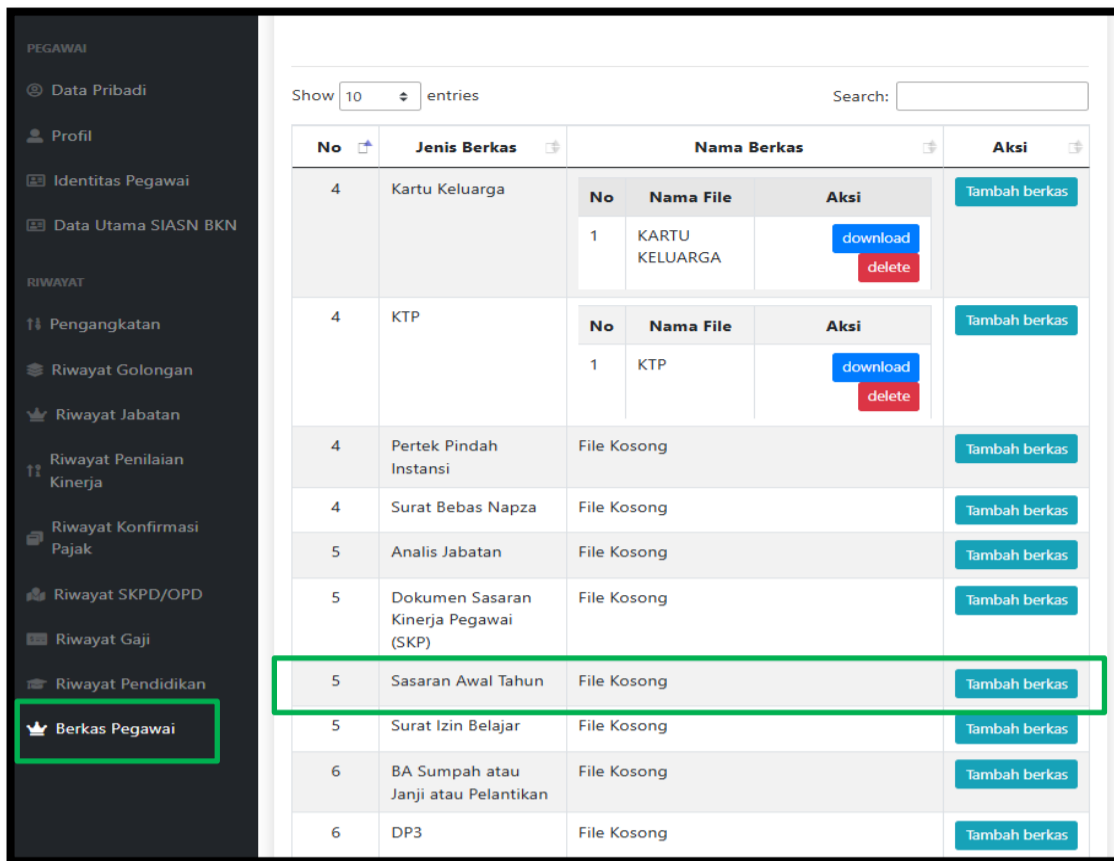 PEGAWAI
Data Pribadi
Profil
Identitas Pegawai
Data Utama SIASN BKN
RIWAYAT
Pengangkatan
Riwayat Golongan
Riwayat Jabatan
Riwayat Penilaian
Kinerja
Riwayat Konfirmasi
Pajak
Riwayat SKPD/OPD
Riwayat Gaji
Riwayat Pendidikan
Berkas Pegawai
Show 10 entries Search:
No Jenis Berkas Nama Berkas Aksi
4 Kartu Keluarga Tambah berkas
No Nama File Aksi
1 KARTU KELUARGA download
delete
4 KTP Tambah berkas
No Nama File Aksi
1 KTP download
delete
4 Pertek Pindah File Kosong Tambah berkas
Instansi
4 Surat Bebas Napza File Kosong Tambah berkas
5 Analis Jabatan File Kosong Tambah berkas
5 Dokumen Sasaran File Kosong Tambah berkas
Kinerja Pegawai
(SKP)
5 Sasaran Awal Tahun File Kosong Tambah berkas
5 Surat Izin Belajar File Kosong Tambah berkas
6 BA Sumpah atau File Kosong Tambah berkas
Janji atau Pelantikan
6 DP3 File Kosong Tambah berkas